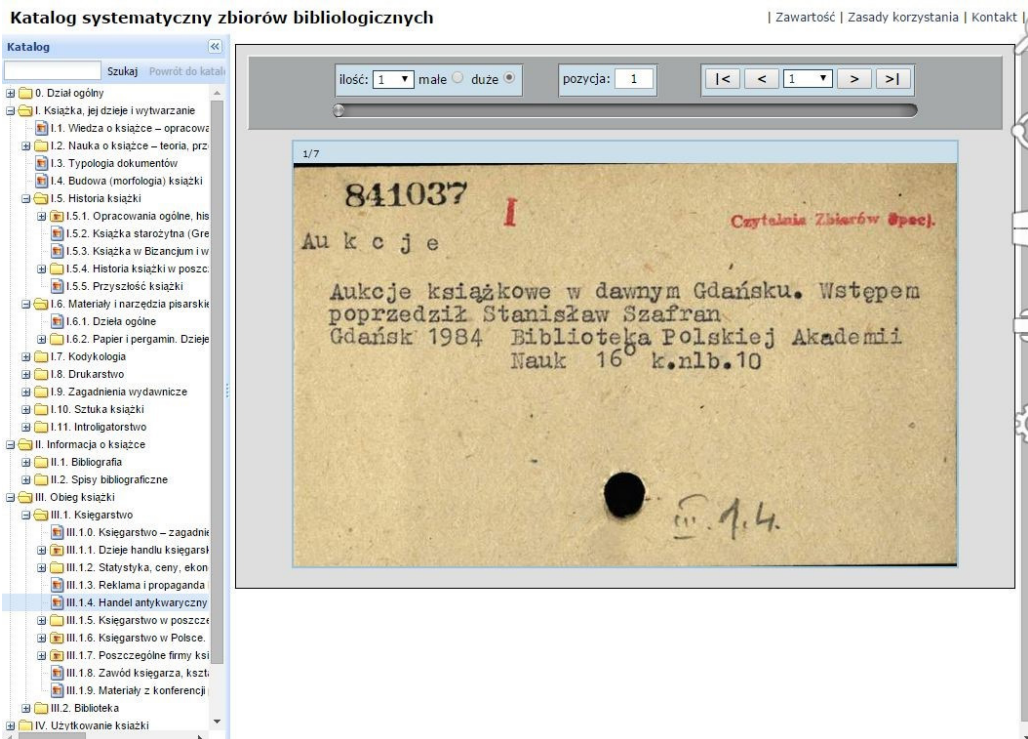 Katalog systematyczny zbiorów bibliologicznych
| Zawartość | Zasady korzystania | Kontakt |
Katalog
Szukaj Powrót do katal
0. Dział ogólny
I. Książka, jej dzieje i wytwarzanie
I.1. Wiedza o książce – opracowa
I.2. Nauka o książce – teoria, prz
I.3. Typologia dokumentów
I.4. Budowa (morfologia) książki
I.5. Historia książki
I.5.1. Opracowania ogólne, his
I.5.2. Książka starożytna (Gre
I.5.3. Książka w Bizancjum i w
I.5.4. Historia książki w poszc
I.5.5. Przyszłość książki
I.6. Materiały i narzędzia pisarskie
I.6.1. Dzieła ogólne
I.6.2. Papier i pergamin. Dzieje
I.7. Kodykologia
I.8. Drukarstwo
I.9. Zagadnienia wydawnicze
I.10. Sztuka książki
I.11. Introligatorstwo
II. Informacja o książce
II.1. Bibliografia
II.2. Spisy bibliograficzne
III. Obieg książki
III.1. Księgarstwo
III.1.0. Księgarstwo – zagadnie
III.1.1. Dzieje handlu księgarsk
III.1.2. Statystyka, ceny, ekon
III.1.3. Reklama i propaganda
III.1.4. Handel antykwaryczny
III.1.5. Księgarstwo w poszcze
III.1.6. Księgarstwo w Polsce.
III.1.7. Poszczególne firmy ksi
III.1.8. Zawód księgarza, kszta
III.1.9. Materiały z konferencji
III.2. Biblioteka
IV. Użytkowanie książki
ilość: 1 małe duże pozycja: 1 |< < 1 > >|
1/7
841037
I
Czytelnia Zbiorów Specj.
Au k c j e
Aukcje książkowe w dawnym Gdańsku. Wstępem
poprzedził Stanisław Szafran
Gdańsk 1984 Biblioteka Polskiej Akademii
Nauk 16° k.nlb.10
III. 1.4.